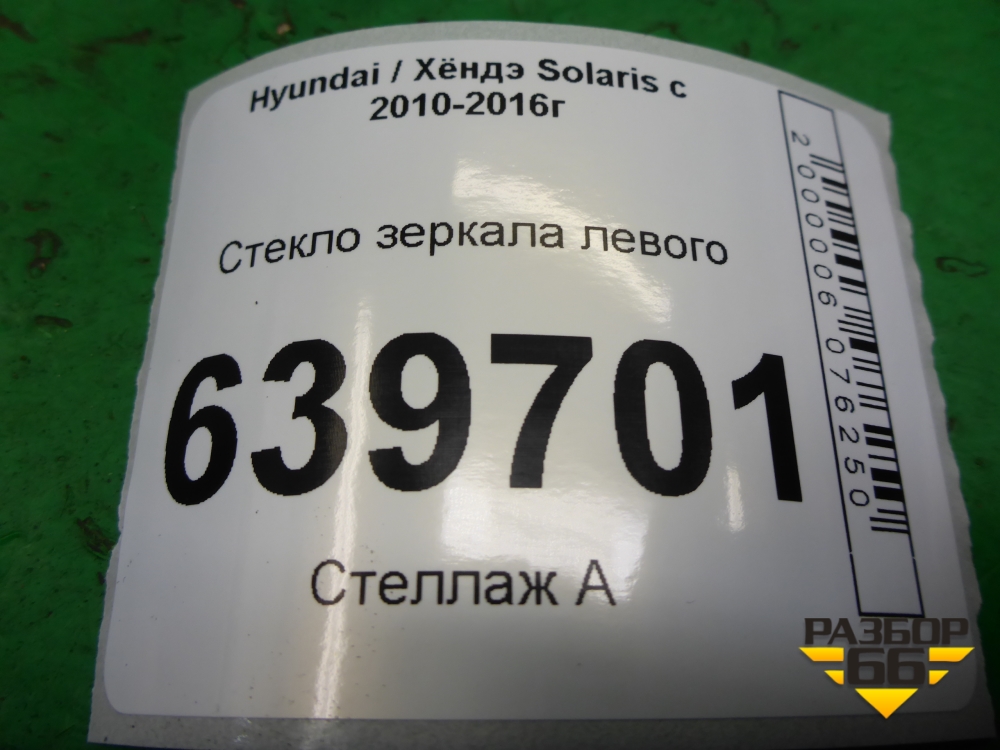 Hyundai / Хёндэ Solaris с
2010-2016г
Стекло зеркала левого
639701
Стеллаж А
2000006076250
РАЗБОР
66